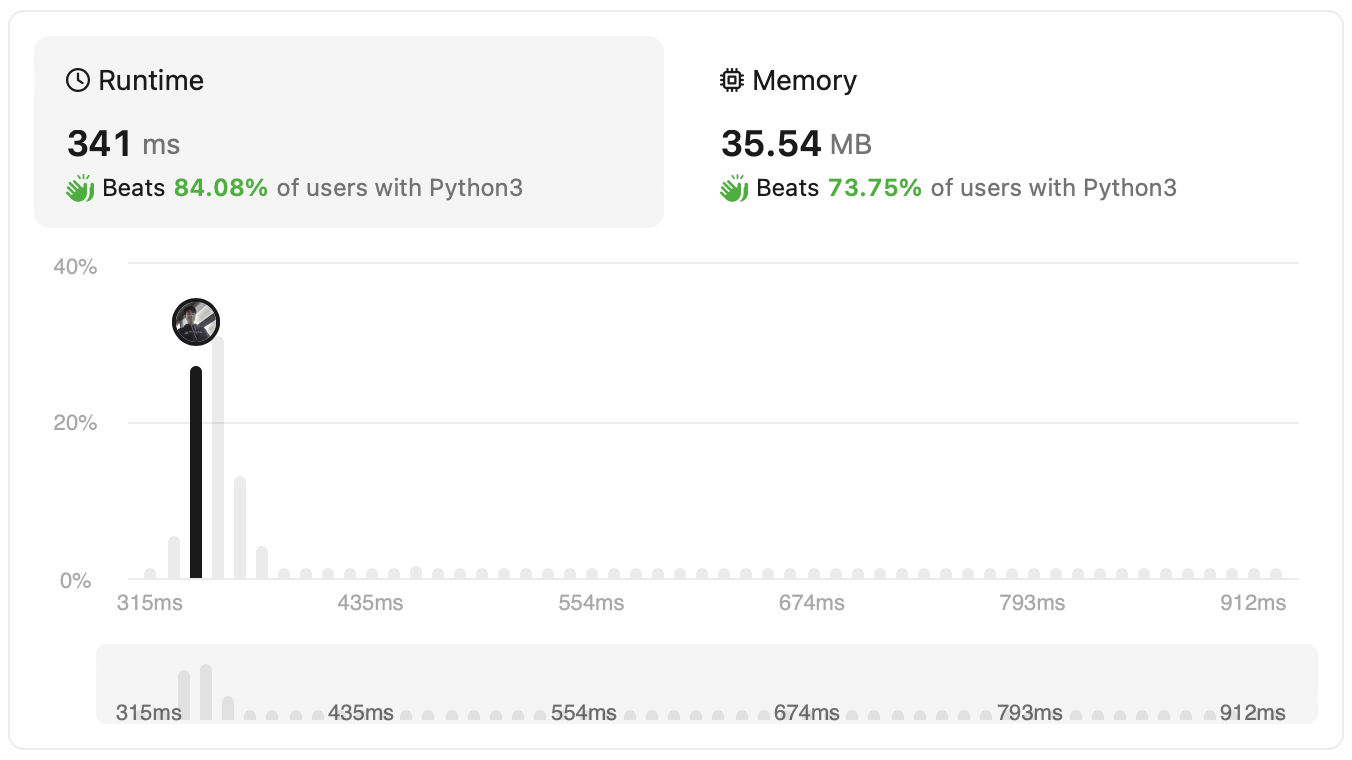 Runtime
341 ms
Beats 84.08% of users with Python3
Memory
35.54 MB
Beats 73.75% of users with Python3
40%
20%
0%
315ms 435ms 554ms 674ms 793ms 912ms
315ms 435ms 554ms 674ms 793ms 912ms